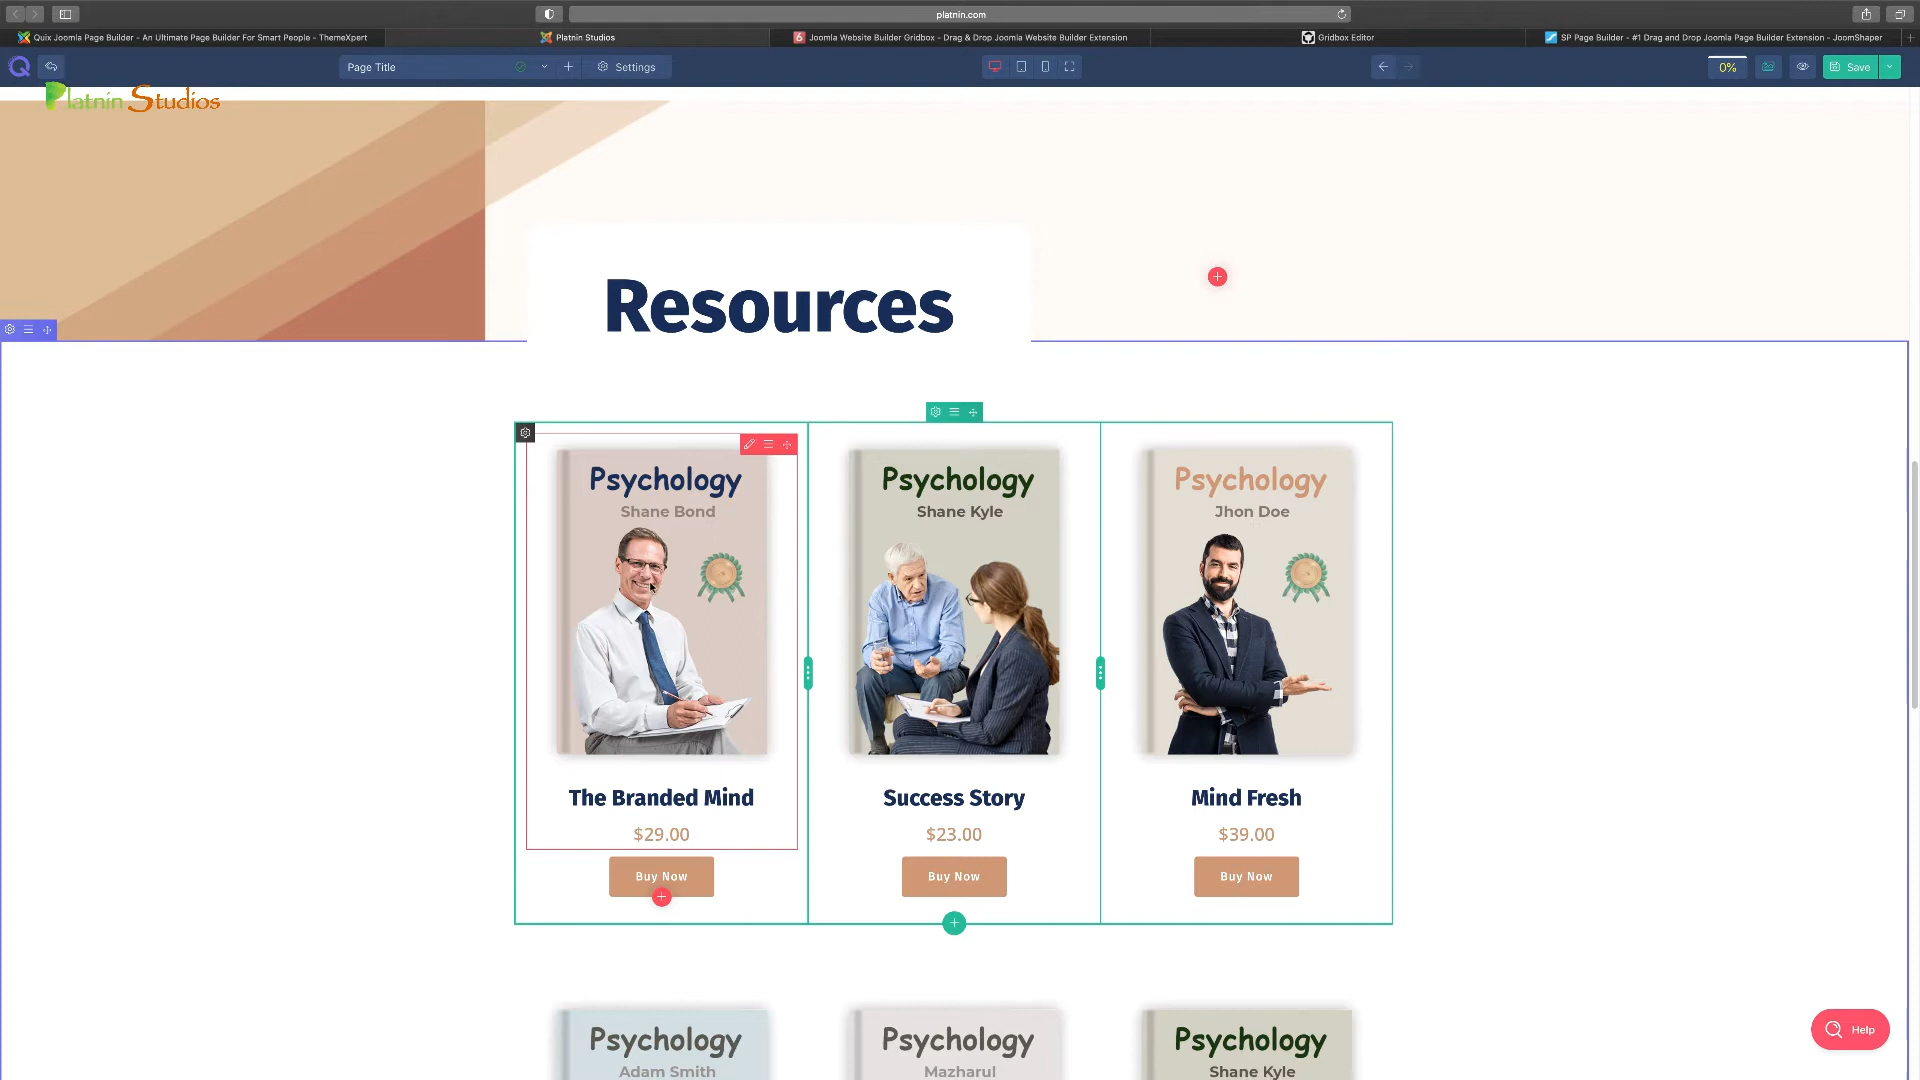 platnin.com
Quix Joomla Page Builder - An Ultimate Page Builder For Smart People - ThemeXpert
Platnin Studios
Joomla Website Builder Gridbox - Drag & Drop Joomla Website Builder Extension
Gridbox Editor
SP Page Builder - #1 Drag and Drop Joomla Page Builder Extension - JoomShaper
Page Title
Settings
0%
Save
Platnin Studios
Resources
Psychology
Shane Bond
Psychology
Shane Kyle
Psychology
Jhon Doe
The Branded Mind
Success Story
Mind Fresh
$29.00
$23.00
$39.00
Buy Now
Buy Now
Buy Now
Psychology
Adam Smith
Psychology
Mazharul
Psychology
Shane Kyle
Help